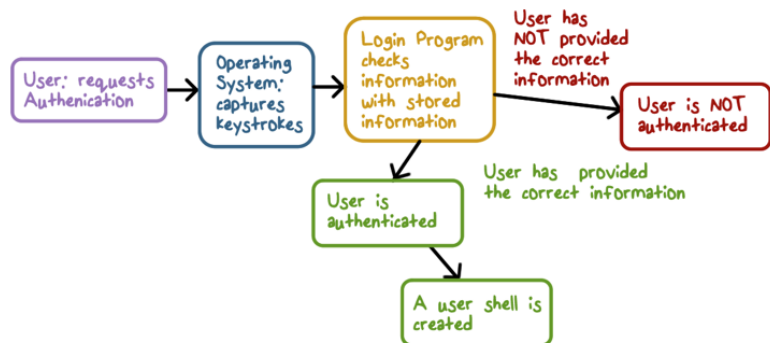 User: requests
Authenication
Operating
System:
captures
keystrokes
Login Program
checks
information
with stored
information
User has
NOT provided
the correct
information
User is NOT
authenticated
User has provided
the correct information
User is
authenticated
A user shell is
created